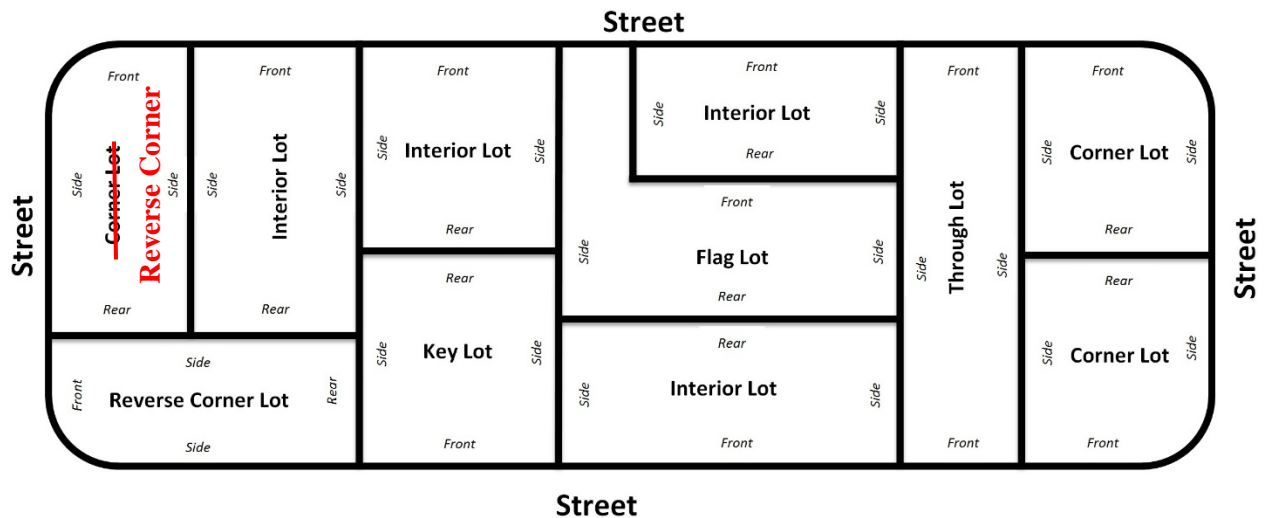 Street
Front
Side
Corner Lot
Reverse Corner
Side
Rear
Front
Side
Interior Lot
Side
Rear
Front
Side
Interior Lot
Side
Rear
Front
Side
Interior Lot
Side
Rear
Front
Side
Flag Lot
Side
Rear
Front
Side
Through Lot
Side
Front
Front
Side
Corner Lot
Side
Street
Side
Front
Reverse Corner Lot
Rear
Side
Rear
Side
Key Lot
Side
Front
Rear
Side
Interior Lot
Side
Front
Rear
Side
Corner Lot
Side
Front
Street
Street